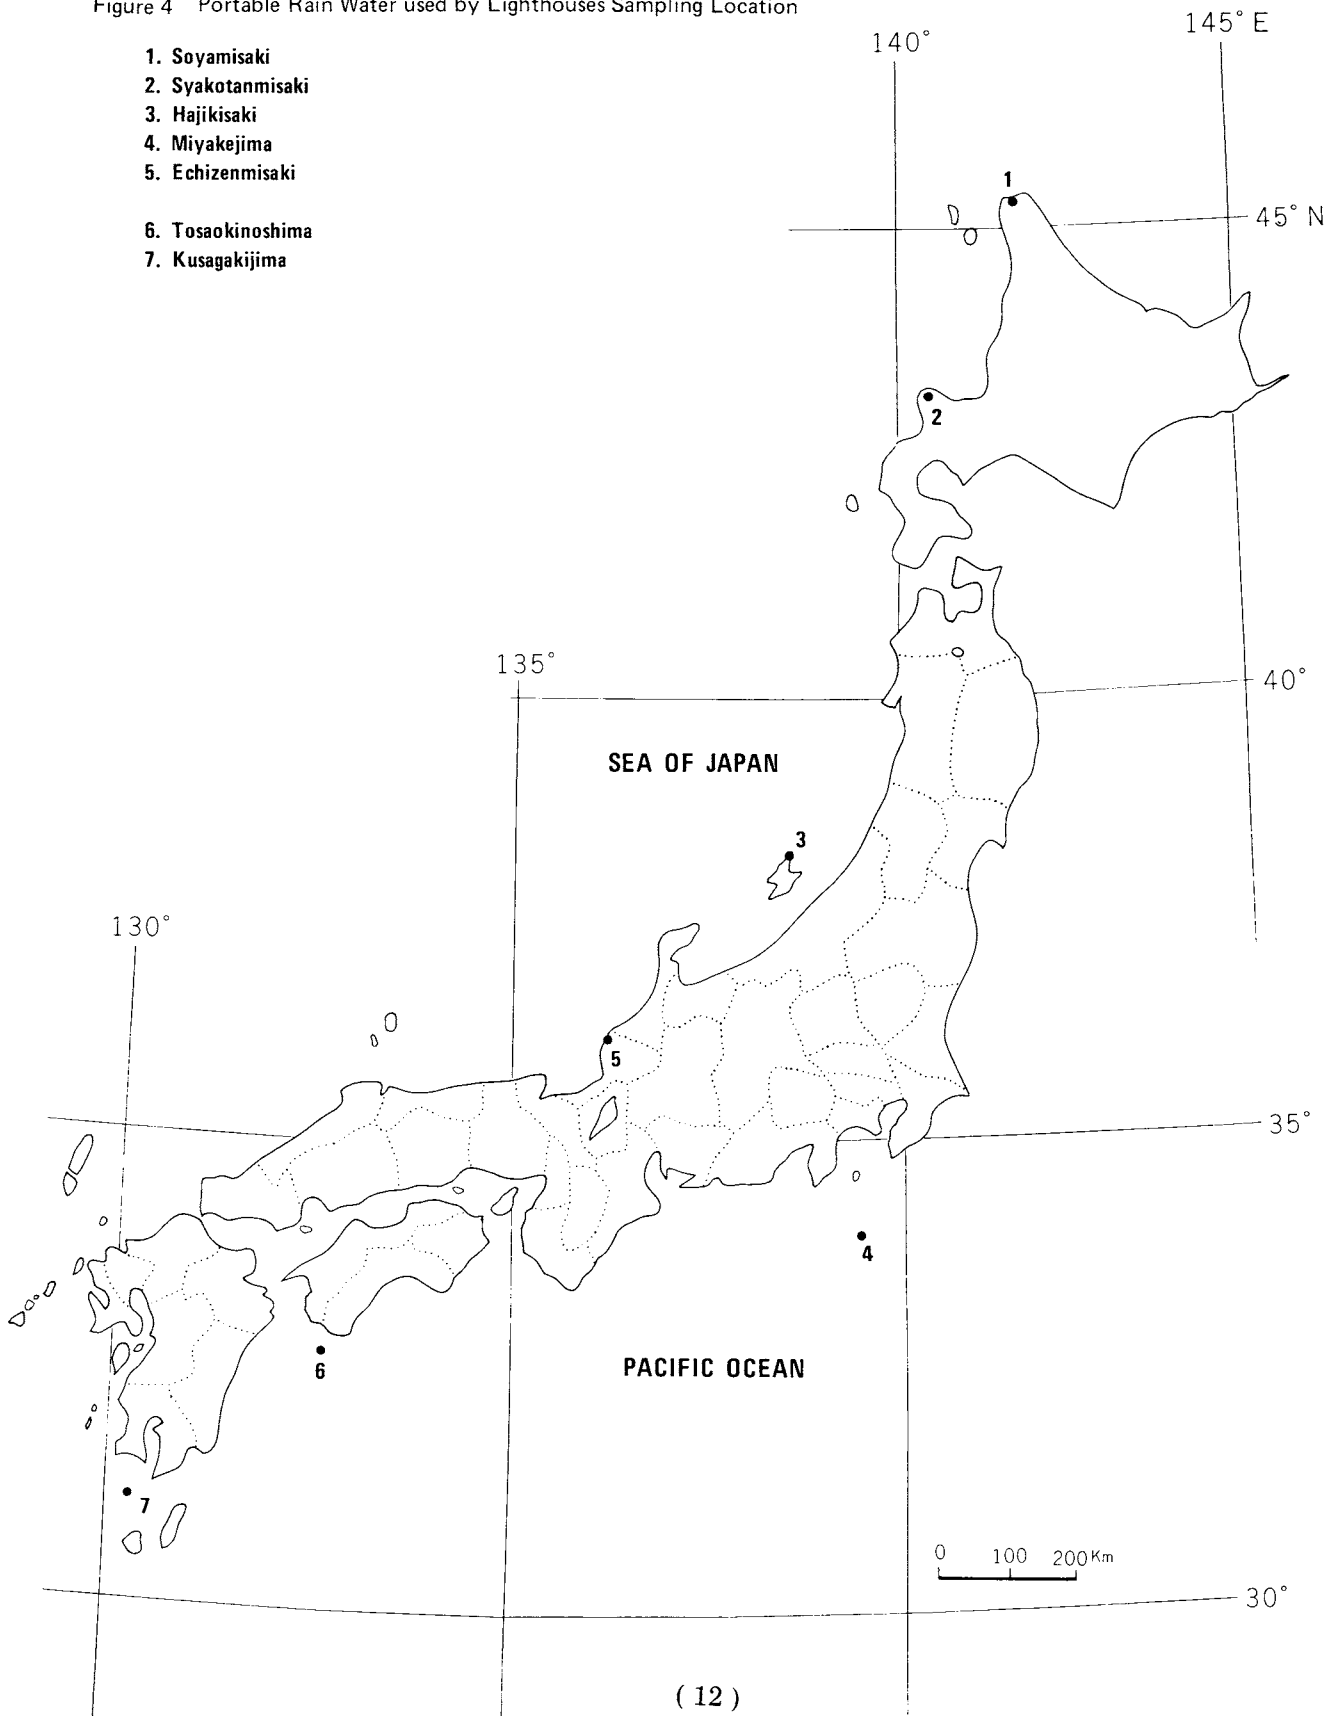 Figure 4 Portable Rain Water used by Lighthouses Sampling Location
1. Soyamisaki
2. Syakotanmisaki
3. Hajikisaki
4. Miyakejima
5. Echizenmisaki
6. Tosaokinoshima
7. Kusagakijima
140°
145° E
1
45° N
2
135°
40°
SEA OF JAPAN
3
130°
5
35°
4
6
PACIFIC OCEAN
7
0 100 200 Km
30°
( 12 )